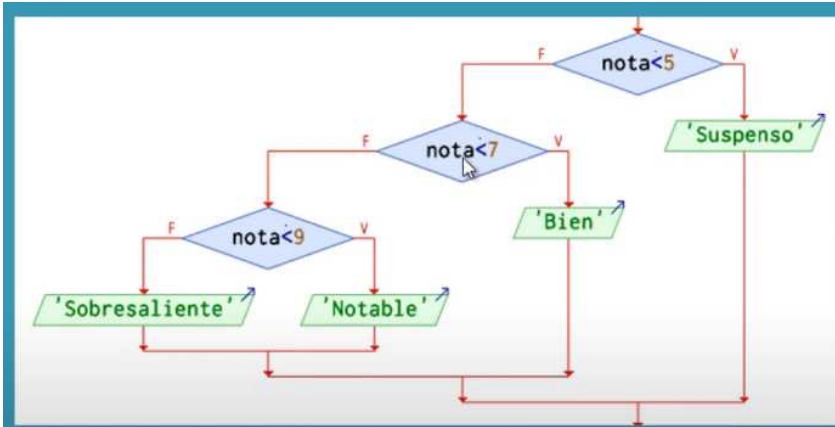 nota<5
F
V
'Suspenso'
nota<7
F
V
'Bien'
nota<9
F
V
'Sobresaliente'
'Notable'